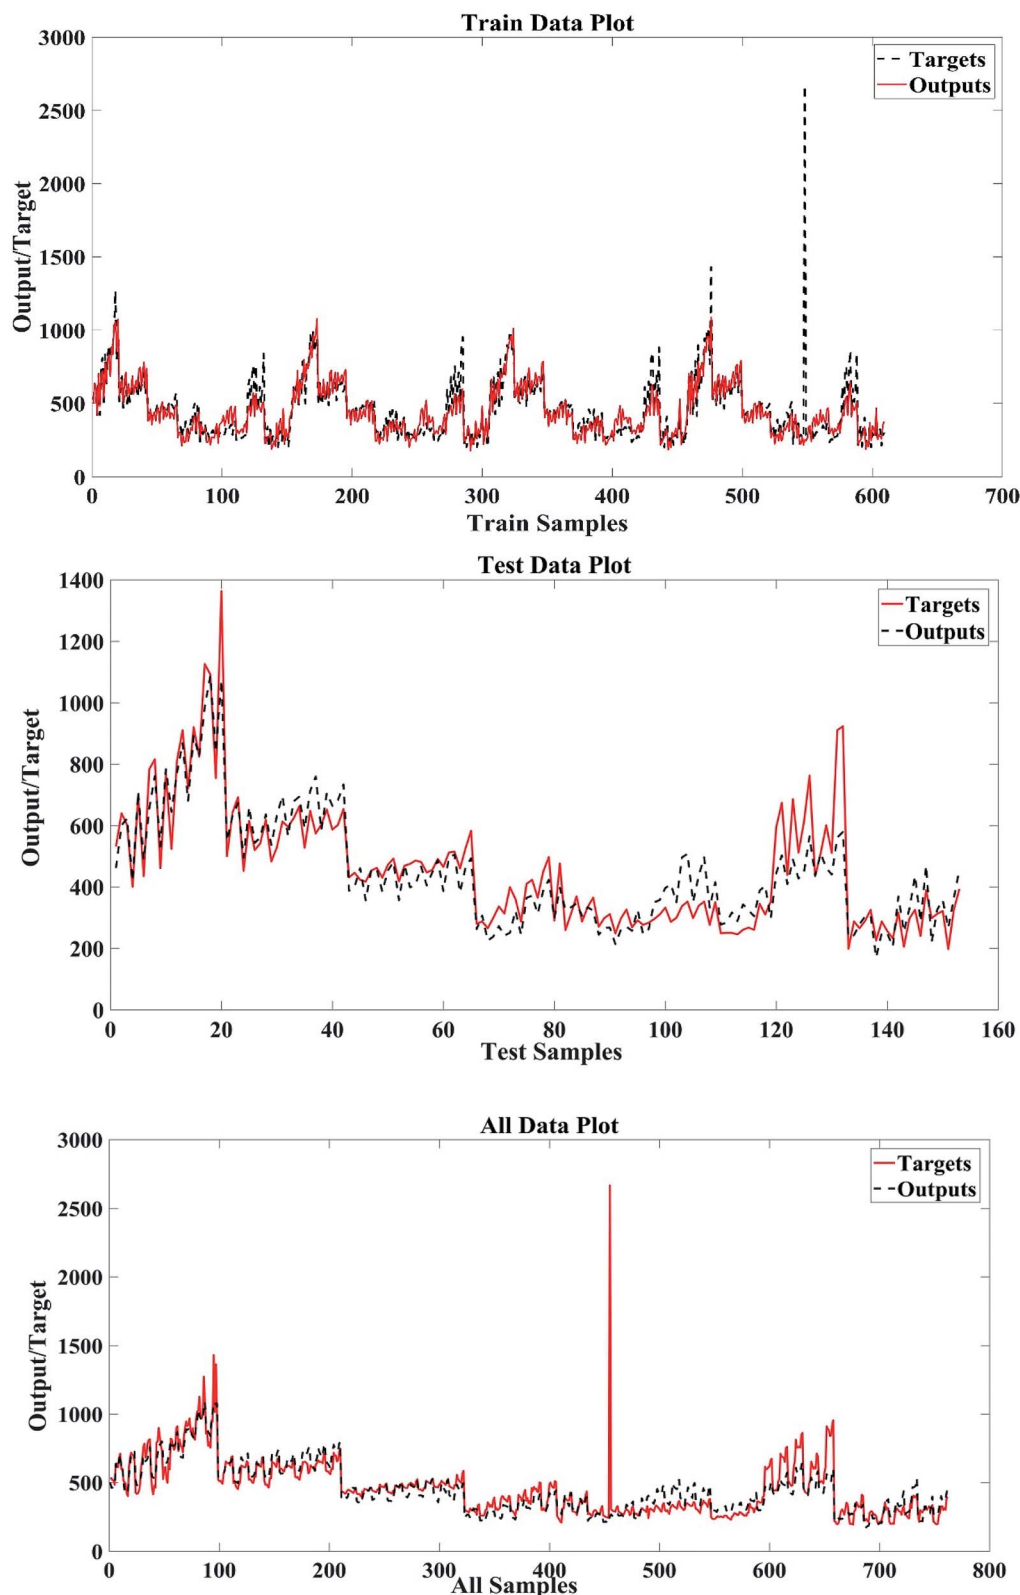 Train Data Plot
3000
2500
2000
1500
1000
500
0
Output/Target
Targets
Outputs
0 100 200 300 400 500 600 700
Train Samples
Test Data Plot
1400
1200
1000
800
600
400
200
0
Output/Target
Targets
Outputs
0 20 40 60 80 100 120 140 160
Test Samples
All Data Plot
3000
2500
2000
1500
1000
500
0
Output/Target
Targets
Outputs
0 100 200 300 400 500 600 700 800
All Samples